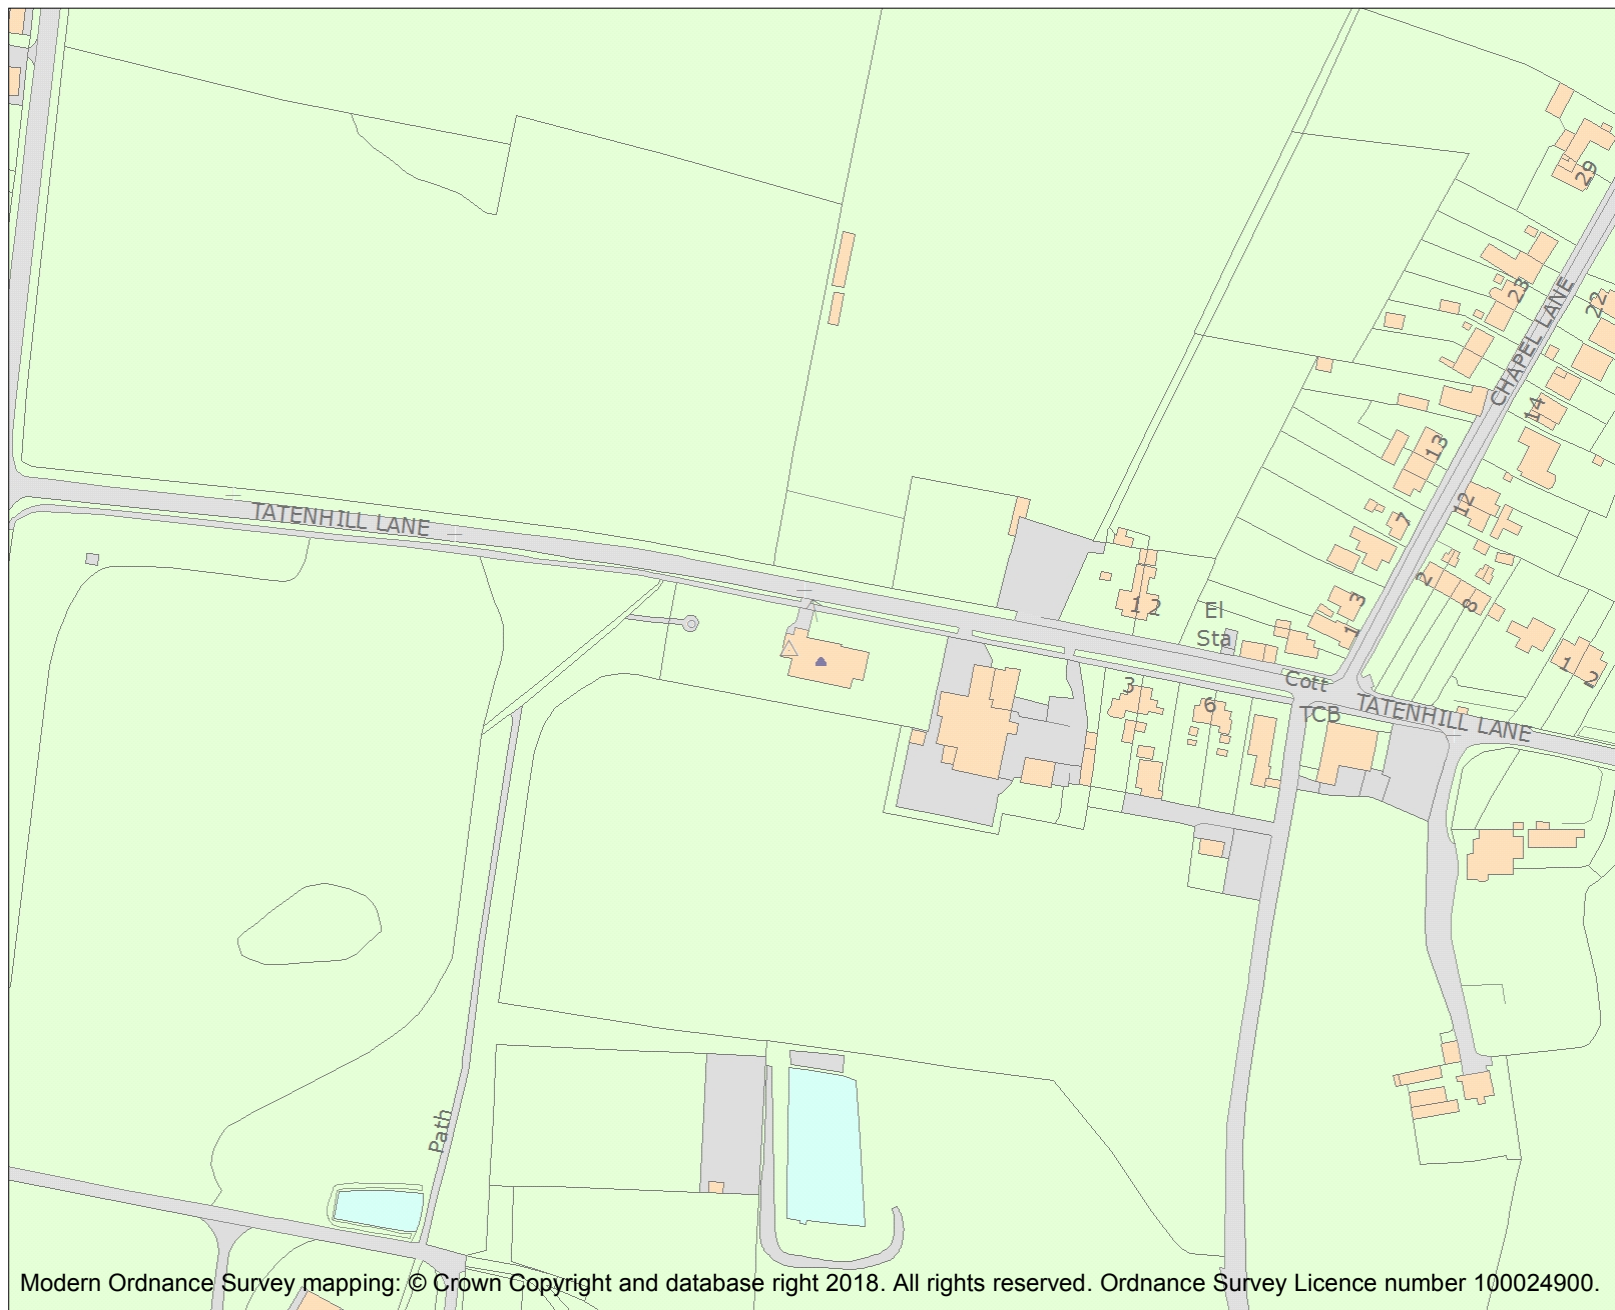 29
23
22
CHAPEL LANE
14
13
12
7
TATENHILL LANE
2
8
3
1
1 2
El
Sta
1
2
3
6
Cott
TCB
TATENHILL LANE
Path
Modern Ordnance Survey mapping: © Crown Copyright and database right 2018. All rights reserved. Ordnance Survey Licence number 100024900.